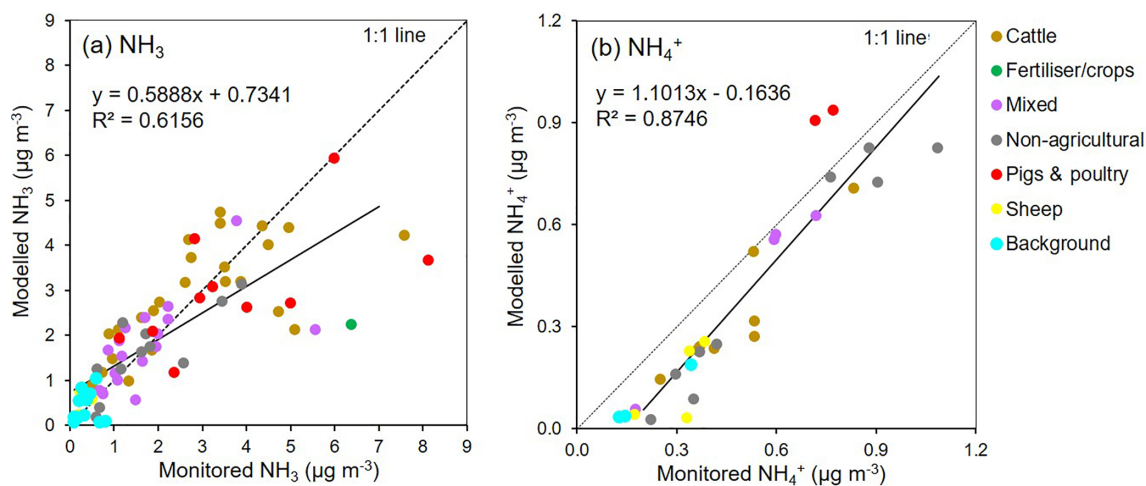 (a) NH₃
1:1 line
y = 0.5888x + 0.7341
R² = 0.6156
Modelled NH₃ (µg m⁻³)
9
8
7
6
5
4
3
2
1
0
0 1 2 3 4 5 6 7 8 9
Monitored NH₃ (µg m⁻³)
(b) NH₄⁺
1:1 line
y = 1.1013x - 0.1636
R² = 0.8746
Modelled NH₄⁺ (µg m⁻³)
1.2
0.9
0.6
0.3
0.0
0.0 0.3 0.6 0.9 1.2
Monitored NH₄⁺ (µg m⁻³)
Cattle
Fertiliser/crops
Mixed
Non-agricultural
Pigs & poultry
Sheep
Background